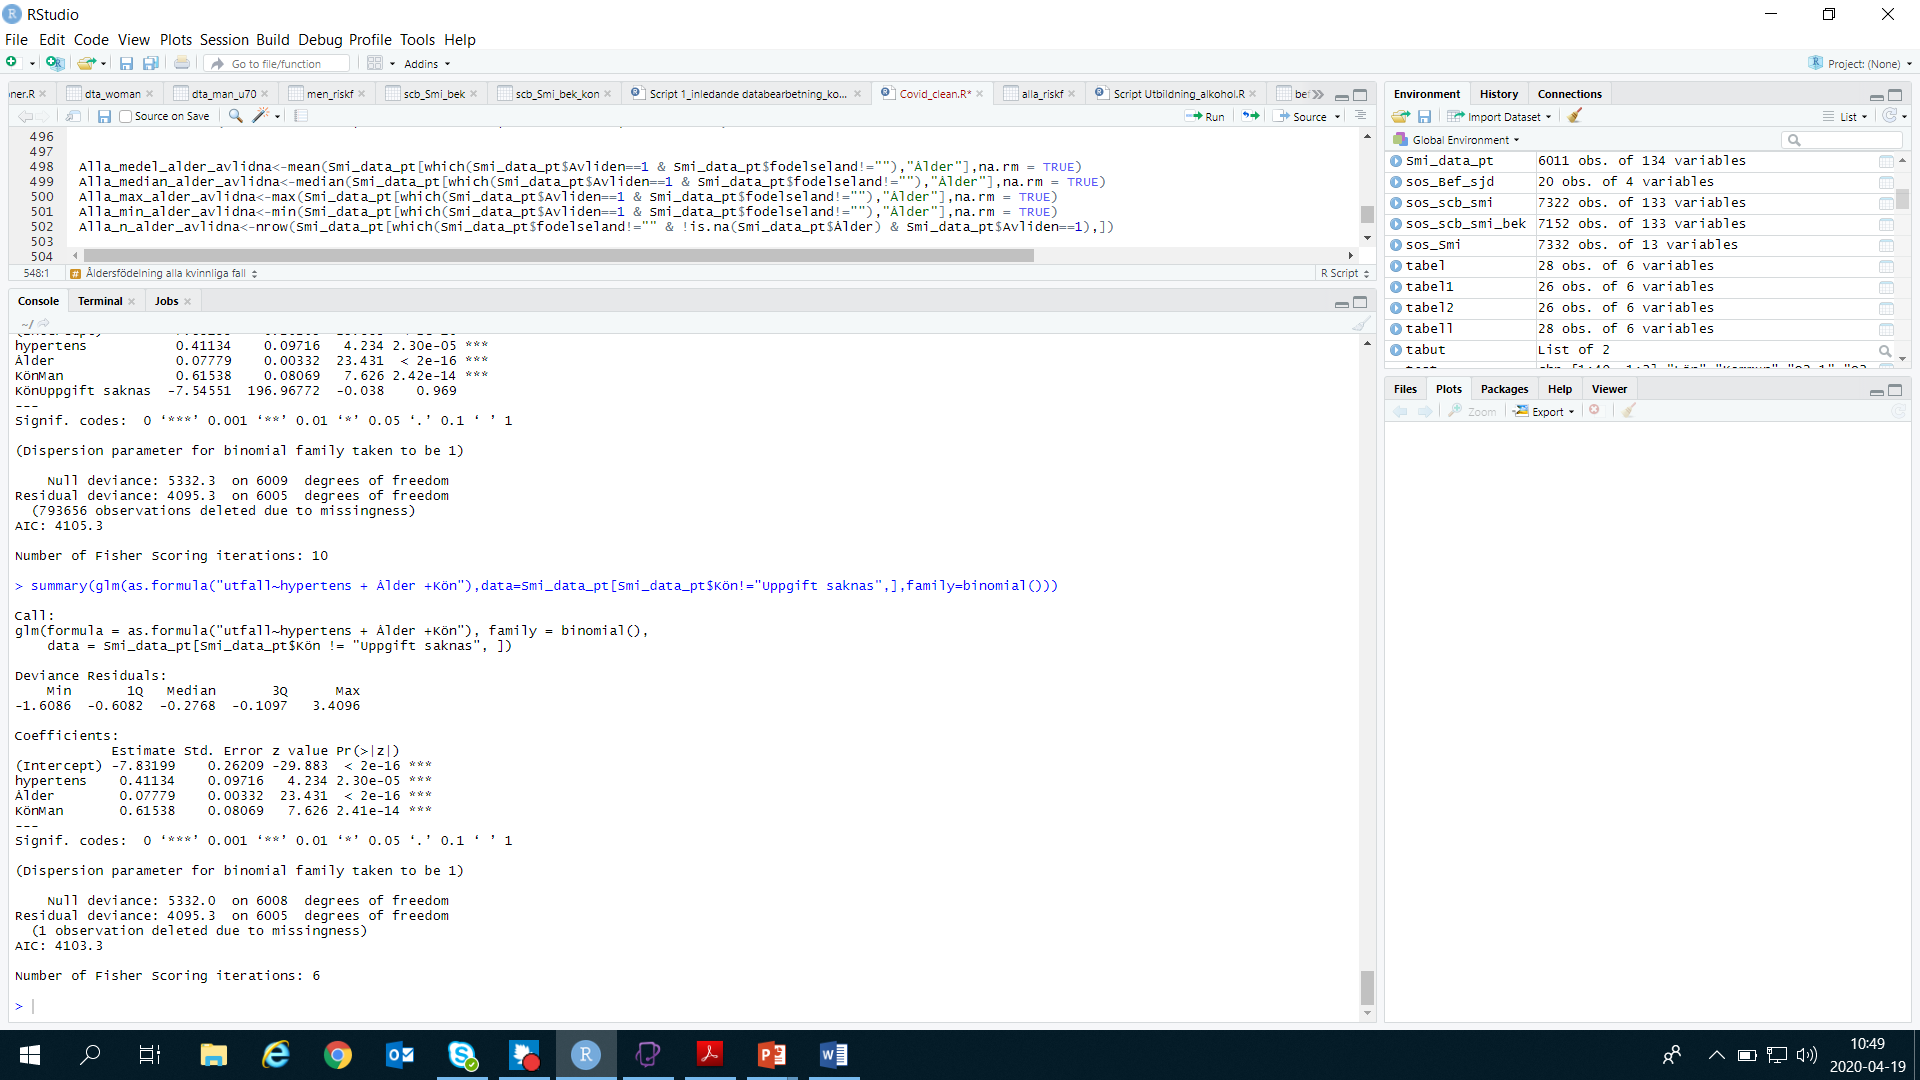 RStudio
File Edit Code View Plots Session Build Debug Profile Tools Help
Go to file/function Addins Project: (None)
oner.R dta_woman dta_man_u70 men_riskf scb_Smi_bek scb_Smi_bek_kon Script 1_inledande databearbetning_ko... Covid_clean.R* alla_riskf Script Utbildning_alkohol.R bef
Source on Save Run Source
496
497
498 Alla_medel_alder_avlidna<-mean(Smi_data_pt[which(Smi_data_pt$Avliden==1 & Smi_data_pt$fodelseland!=""),"Ålder"],na.rm = TRUE)
499 Alla_median_alder_avlidna<-median(Smi_data_pt[which(Smi_data_pt$Avliden==1 & Smi_data_pt$fodelseland!=""),"Ålder"],na.rm = TRUE)
500 Alla_max_alder_avlidna<-max(Smi_data_pt[which(Smi_data_pt$Avliden==1 & Smi_data_pt$fodelseland!=""),"Ålder"],na.rm = TRUE)
501 Alla_min_alder_avlidna<-min(Smi_data_pt[which(Smi_data_pt$Avliden==1 & Smi_data_pt$fodelseland!=""),"Ålder"],na.rm = TRUE)
502 Alla_n_alder_avlidna<-nrow(Smi_data_pt[which(Smi_data_pt$fodelseland!="" & !is.na(Smi_data_pt$Ålder) & Smi_data_pt$Avliden==1),])
503
504
548:1 Åldersfödelning alla kvinnliga fall R Script
Console Terminal Jobs
~/
hypertens 0.41134 0.09716 4.234 2.30e-05 ***
Ålder 0.07779 0.00332 23.431 < 2e-16 ***
KönMan 0.61538 0.08069 7.626 2.42e-14 ***
KönUppgift saknas -7.54551 196.96772 -0.038 0.969
---
Signif. codes: 0 ‘***’ 0.001 ‘**’ 0.01 ‘*’ 0.05 ‘.’ 0.1 ‘ ’ 1
(Dispersion parameter for binomial family taken to be 1)
Null deviance: 5332.3 on 6009 degrees of freedom
Residual deviance: 4095.3 on 6005 degrees of freedom
(793656 observations deleted due to missingness)
AIC: 4105.3
Number of Fisher Scoring iterations: 10
> summary(glm(as.formula("utfall~hypertens + Ålder +Kön"),data=Smi_data_pt[Smi_data_pt$Kön!="Uppgift saknas",],family=binomial()))
Call:
glm(formula = as.formula("utfall~hypertens + Ålder +Kön"), family = binomial(),
data = Smi_data_pt[Smi_data_pt$Kön != "Uppgift saknas", ])
Deviance Residuals:
Min 1Q Median 3Q Max
-1.6086 -0.6082 -0.2768 -0.1097 3.4096
Coefficients:
Estimate Std. Error z value Pr(>|z|)
(Intercept) -7.83199 0.26209 -29.883 < 2e-16 ***
hypertens 0.41134 0.09716 4.234 2.30e-05 ***
Ålder 0.07779 0.00332 23.431 < 2e-16 ***
KönMan 0.61538 0.08069 7.626 2.41e-14 ***
---
Signif. codes: 0 ‘***’ 0.001 ‘**’ 0.01 ‘*’ 0.05 ‘.’ 0.1 ‘ ’ 1
(Dispersion parameter for binomial family taken to be 1)
Null deviance: 5332.0 on 6008 degrees of freedom
Residual deviance: 4095.3 on 6005 degrees of freedom
(1 observation deleted due to missingness)
AIC: 4103.3
Number of Fisher Scoring iterations: 6
>
Environment History Connections
Import Dataset List
Global Environment
Smi_data_pt 6011 obs. of 134 variables
sos_Bef_sjd 20 obs. of 4 variables
sos_scb_smi 7322 obs. of 133 variables
sos_scb_smi_bek 7152 obs. of 133 variables
sos_Smi 7332 obs. of 13 variables
tabel 28 obs. of 6 variables
tabel1 26 obs. of 6 variables
tabel2 26 obs. of 6 variables
tabell 28 obs. of 6 variables
tabut List of 2
Files Plots Packages Help Viewer
Zoom Export
10:49
2020-04-19